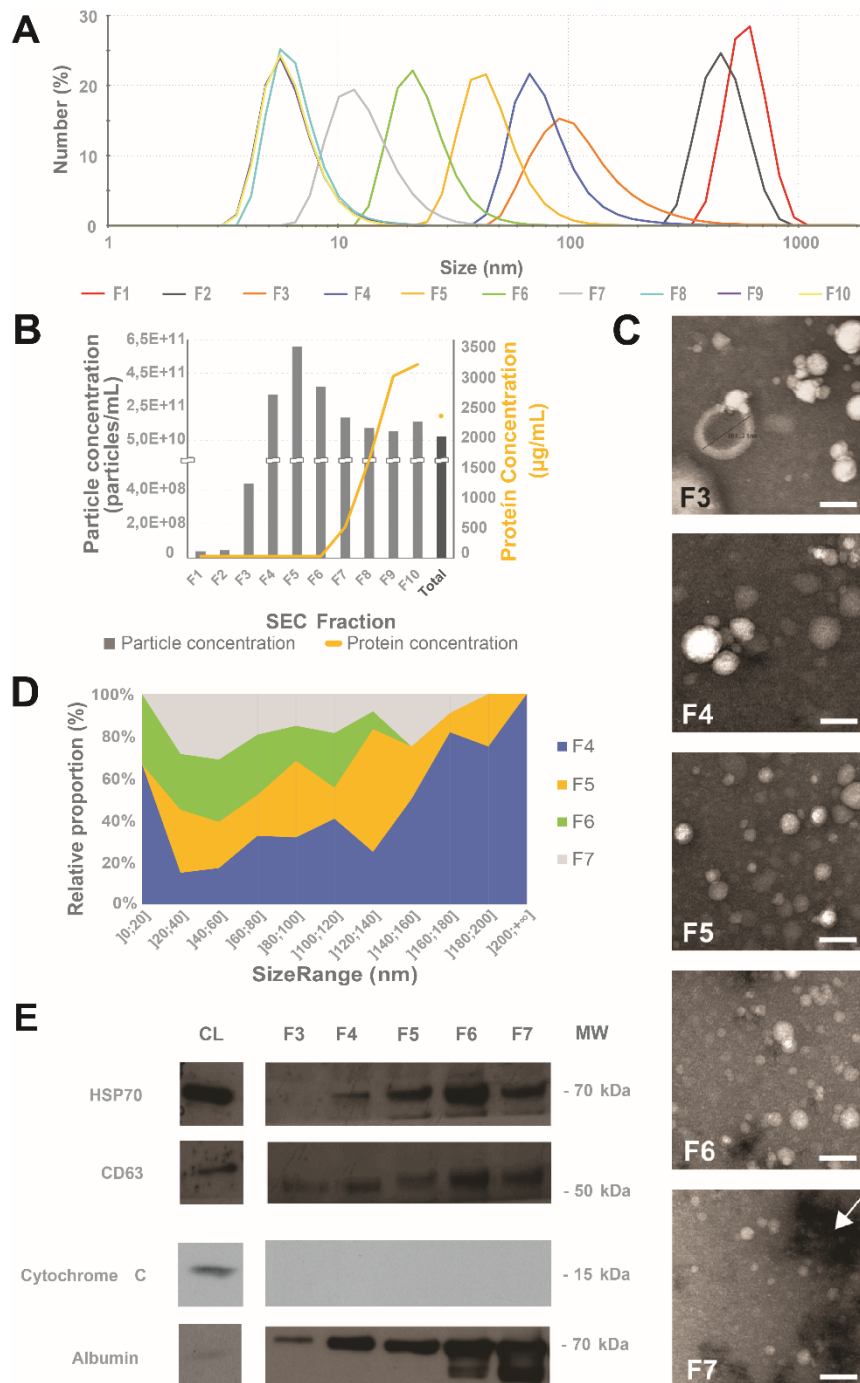 A
Number (%)
30
20
10
0
1
10
100
1000
Size (nm)
F1 F2 F3 F4 F5 F6 F7 F8 F9 F10
B
Particle concentration
(particles/mL)
6,5E+11
4,5E+11
2,5E+11
5,0E+10
4,0E+08
2,0E+08
0
3500
3000
2500
2000
1500
1000
500
0
Proteín Concentration
(µg/mL)
F1 F2 F3 F4 F5 F6 F7 F8 F9 F10 Total
SEC Fraction
Particle concentration Protein concentration
C
F3
F4
F5
F6
F7
D
Relative proportion (%)
100%
80%
60%
40%
20%
0%
]0;20] ]20;40] ]40;60] ]60;80] ]80;100] ]100;120] ]120;140] ]140;160] ]160;180] ]180;200] ]200;+∞]
SizeRange (nm)
F4
F5
F6
F7
E
CL F3 F4 F5 F6 F7 MW
HSP70 - 70 kDa
CD63 - 50 kDa
Cytochrome C - 15 kDa
Albumin - 70 kDa